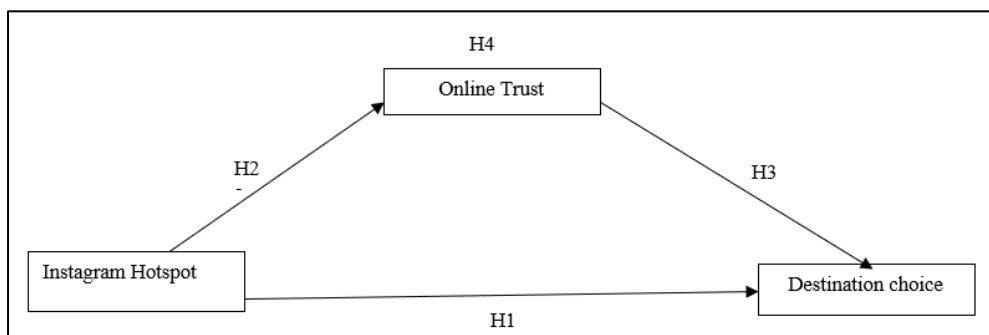 H4
Online Trust
H2
-
H3
Instagram Hotspot
Destination choice
H1